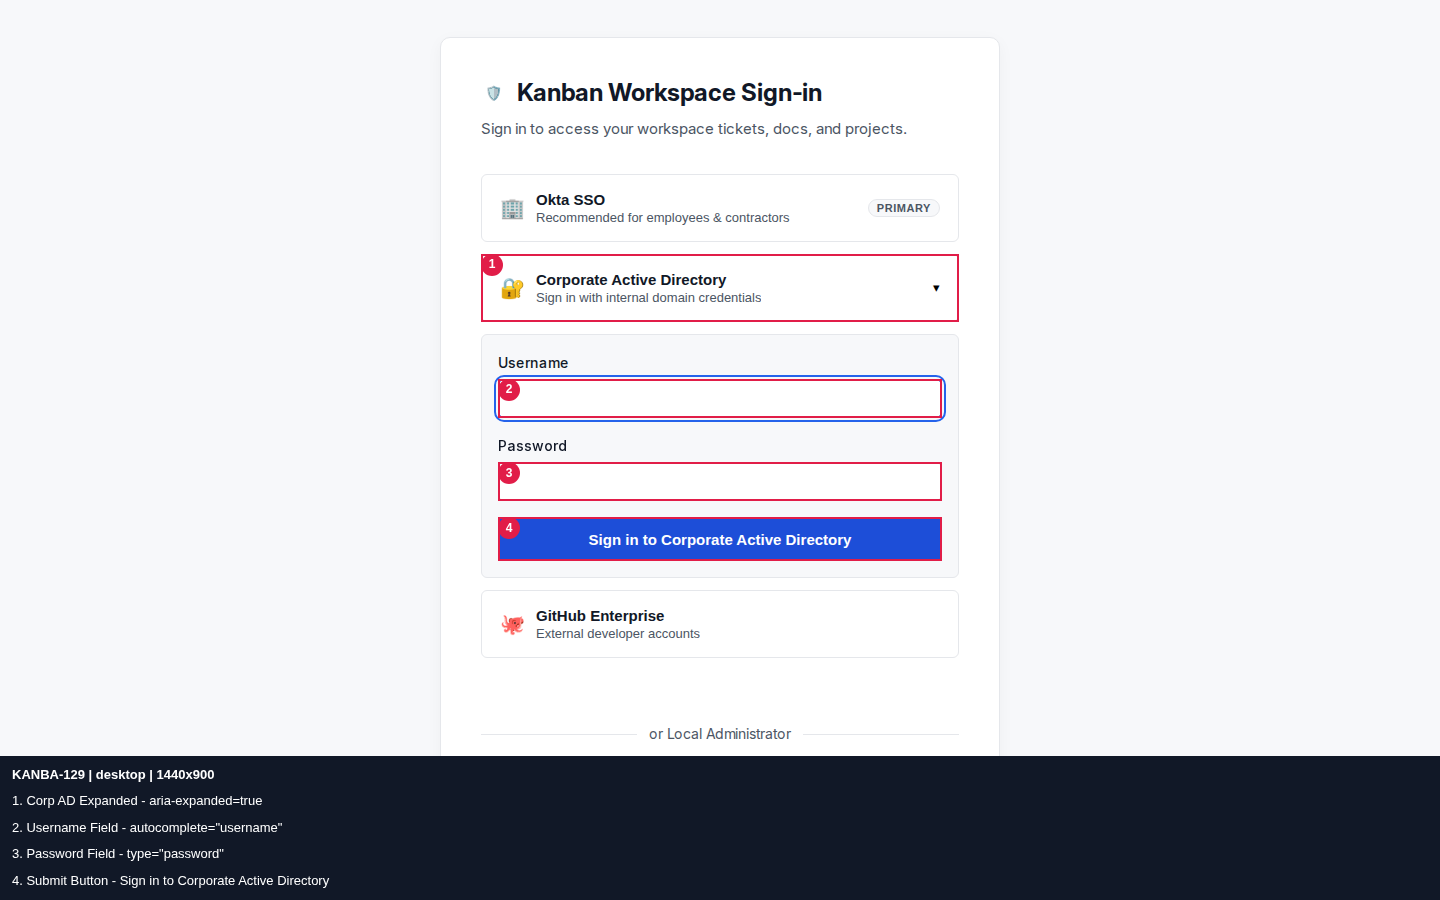 Kanban Workspace Sign-in
Sign in to access your workspace tickets, docs, and projects.
Okta SSO
Recommended for employees & contractors
PRIMARY
1
Corporate Active Directory
Sign in with internal domain credentials
Username
2
Password
3
4
Sign in to Corporate Active Directory
GitHub Enterprise
External developer accounts
or Local Administrator
KANBA-129 | desktop | 1440x900
1. Corp AD Expanded - aria-expanded=true
2. Username Field - autocomplete="username"
3. Password Field - type="password"
4. Submit Button - Sign in to Corporate Active Directory